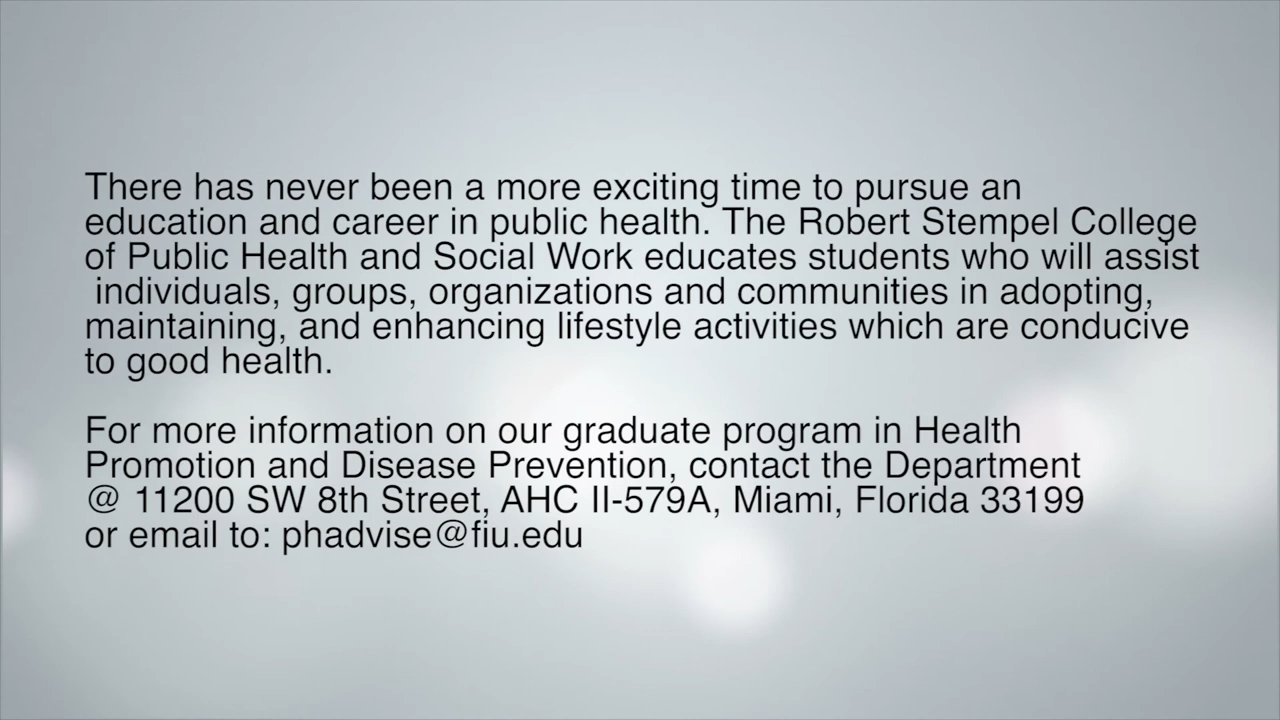 There has never been a more exciting time to pursue an
education and career in public health. The Robert Stempel College
of Public Health and Social Work educates students who will assist
individuals, groups, organizations and communities in adopting,
maintaining, and enhancing lifestyle activities which are conducive
to good health.
For more information on our graduate program in Health
Promotion and Disease Prevention, contact the Department
@ 11200 SW 8th Street, AHC II-579A, Miami, Florida 33199
or email to: phadvise@fiu.edu